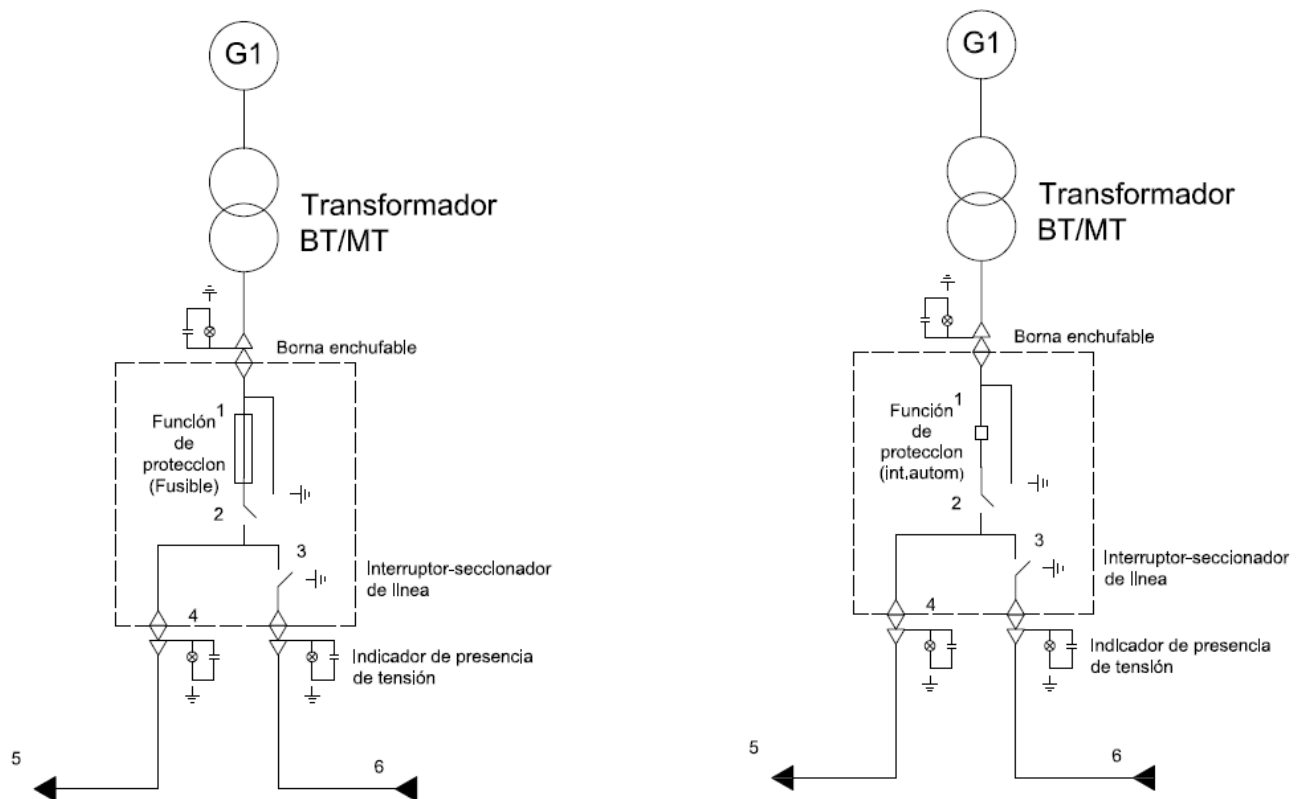 G1
Transformador
BT/MT
Borna enchufable
1
Función
de
proteccion
(Fusible)
2
3
Interruptor-seccionador
de línea
4
Indicador de presencia
de tensión
5
6
G1
Transformador
BT/MT
Borna enchufable
1
Función
de
proteccion
(int.autom)
2
3
Interruptor-seccionador
de línea
4
Indicador de presencia
de tensión
5
6